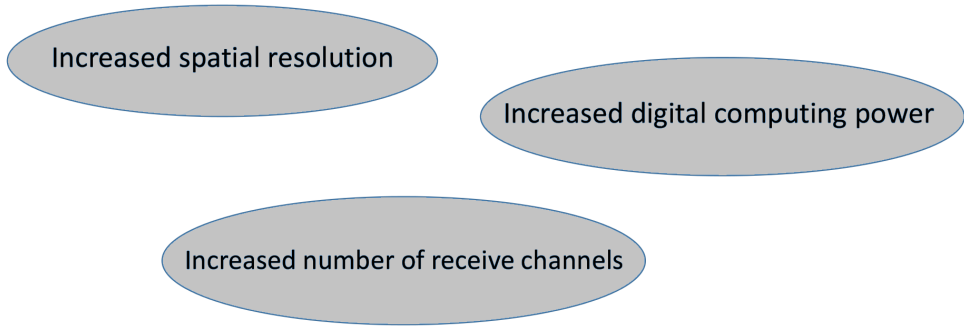 Increased spatial resolution
Increased digital computing power
Increased number of receive channels